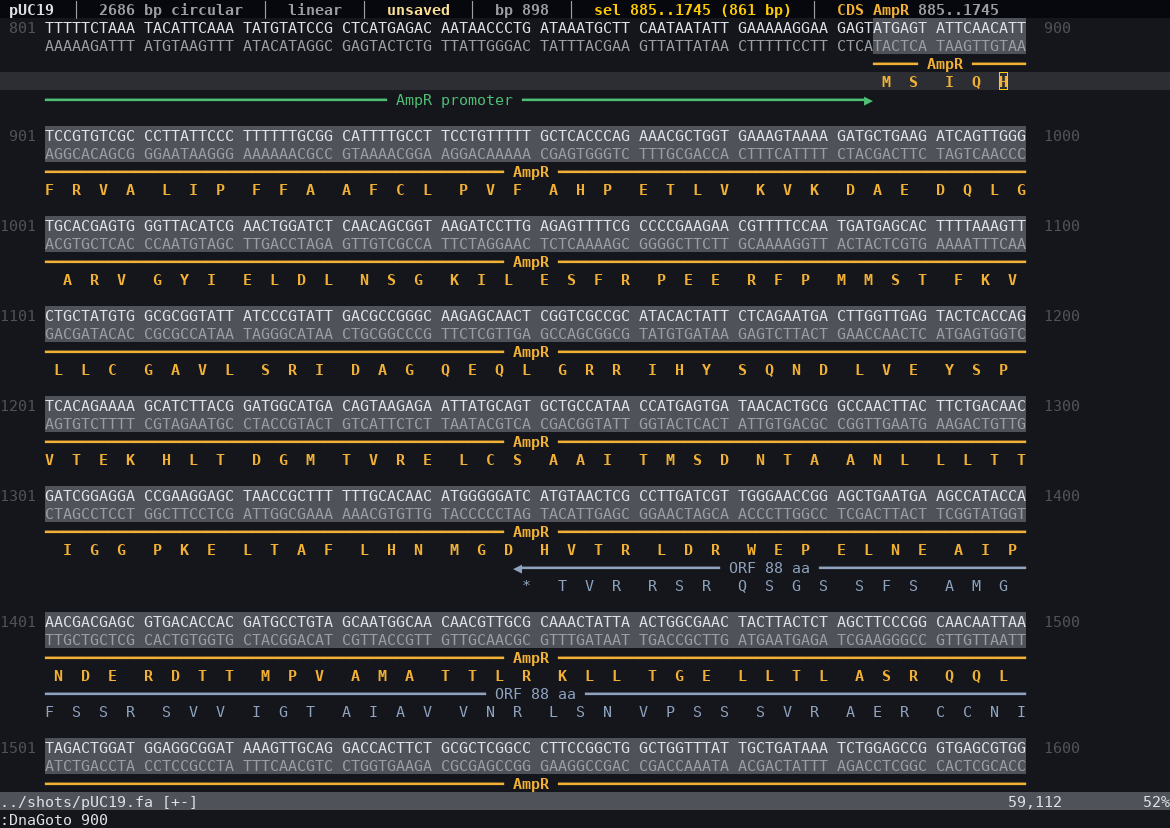 pUC19 │ 2686 bp circular │ linear │ unsaved │ bp 898 │ sel 885..1745 (861 bp) │ CDS AmpR 885..1745
801 TTTTTCTAAA TACATTCAAA TATGTATCCG CTCATGAGAC AATAACCCTG ATAAATGCTT CAATAATATT GAAAAAGGAA GAGTATGAGT ATTCAACATT 900
AAAAAGATTT ATGTAAGTTT ATACATAGGC GAGTACTCTG TTATTGGGAC TATTTACGAA GTTATTATAA CTTTTTCCTT CTCATACTCA TAAGTTGTAA
AmpR
M S I Q H
AmpR promoter
901 TCCGTGTCGC CCTTATTCCC TTTTTTGCGG CATTTTGCCT TCCTGTTTTT GCTCACCCAG AAACGCTGGT GAAAGTAAAA GATGCTGAAG ATCAGTTGGG 1000
AGGCACAGCG GGAATAAGGG AAAAAACGCC GTAAAACGGA AGGACAAAAA CGAGTGGGTC TTTGCGACCA CTTTCATTTT CTACGACTTC TAGTCAACCC
AmpR
F R V A L I P F F A A F C L P V F A H P E T L V K V K D A E D Q L G
1001 TGCACGAGTG GGTTACATCG AACTGGATCT CAACAGCGGT AAGATCCTTG AGAGTTTTCG CCCCGAAGAA CGTTTTCCAA TGATGAGCAC TTTTAAAGTT 1100
ACGTGCTCAC CCAATGTAGC TTGACCTAGA GTTGTCGCCA TTCTAGGAAC TCTCAAAAGC GGGGCTTCTT GCAAAAGGTT ACTACTCGTG AAAATTTCAA
AmpR
A R V G Y I E L D L N S G K I L E S F R P E E R F P M M S T F K V
1101 CTGCTATGTG GCGCGGTATT ATCCCGTATT GACGCCGGGC AAGAGCAACT CGGTCGCCGC ATACACTATT CTCAGAATGA CTTGGTTGAG TACTCACCAG 1200
GACGATACAC CGCGCCATAA TAGGGCATAA CTGCGGCCCG TTCTCGTTGA GCCAGCGGCG TATGTGATAA GAGTCTTACT GAACCAACTC ATGAGTGGTC
AmpR
L L C G A V L S R I D A G Q E Q L G R R I H Y S Q N D L V E Y S P
1201 TCACAGAAAA GCATCTTACG GATGGCATGA CAGTAAGAGA ATTATGCAGT GCTGCCATAA CCATGAGTGA TAACACTGCG GCCAACTTAC TTCTGACAAC 1300
AGTGTCTTTT CGTAGAATGC CTACCGTACT GTCATTCTCT TAATACGTCA CGACGGTATT GGTACTCACT ATTGTGACGC CGGTTGAATG AAGACTGTTG
AmpR
V T E K H L T D G M T V R E L C S A A I T M S D N T A A N L L L T T
1301 GATCGGAGGA CCGAAGGAGC TAACCGCTTT TTTGCACAAC ATGGGGGATC ATGTAACTCG CCTTGATCGT TGGGAACCGG AGCTGAATGA AGCCATACCA 1400
CTAGCCTCCT GGCTTCCTCG ATTGGCGAAA AAACGTGTTG TACCCCCTAG TACATTGAGC GGAACTAGCA ACCCTTGGCC TCGACTTACT TCGGTATGGT
AmpR
I G G P K E L T A F L H N M G D H V T R L D R W E P E L N E A I P
ORF 88 aa
* T V R R S R Q S G S S F S A M G
1401 AACGACGAGC GTGACACCAC GATGCCTGTA GCAATGGCAA CAACGTTGCG CAAACTATTA ACTGGCGAAC TACTTACTCT AGCTTCCCGG CAACAATTAA 1500
TTGCTGCTCG CACTGTGGTG CTACGGACAT CGTTACCGTT GTTGCAACGC GTTTGATAAT TGACCGCTTG ATGAATGAGA TCGAAGGGCC GTTGTTAATT
AmpR
N D E R D T T M P V A M A T T L R K L L T G E L L T L A S R Q Q L
ORF 88 aa
F S S R S V V I G T A I A V V N R L S N V P S S S V R A E R C C N I
1501 TAGACTGGAT GGAGGCGGAT AAAGTTGCAG GACCACTTCT GCGCTCGGCC CTTCCGGCTG GCTGGTTTAT TGCTGATAAA TCTGGAGCCG GTGAGCGTGG 1600
ATCTGACCTA CCTCCGCCTA TTTCAACGTC CTGGTGAAGA CGCGAGCCGG GAAGGCCGAC CGACCAAATA ACGACTATTT AGACCTCGGC CACTCGCACC
AmpR
../shots/pUC19.fa [+-] 59,112 52%
:DnaGoto 900